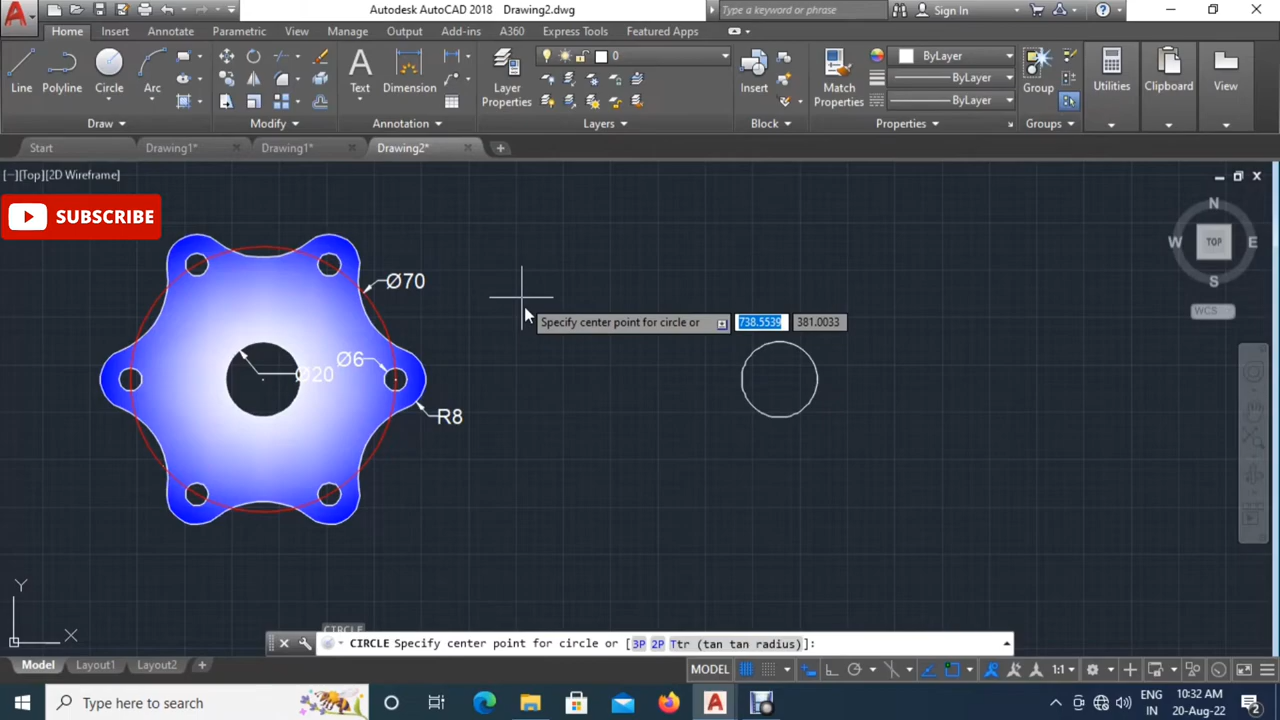 Autodesk AutoCAD 2018 Drawing2.dwg
Type a keyword or phrase
Sign In
Home Insert Annotate Parametric View Manage Output Add-ins A360 Express Tools Featured Apps
Line Polyline Circle Arc
Text Dimension
Layer Properties
0
Insert
Match Properties
ByLayer
ByLayer
ByLayer
Group
Utilities
Clipboard
View
Draw Modify Annotation Layers Block Properties Groups
Start Drawing1* Drawing1* Drawing2*
[−][Top][2D Wireframe]
SUBSCRIBE
N
W TOP E
S
WCS
Ø70
Specify center point for circle or 738.5539 381.0033
Ø6
Ø20
R8
Y
X
CIRCLE
CIRCLE Specify center point for circle or [3P 2P Ttr (tan tan radius)]:
Model Layout1 Layout2
MODEL 1:1
Type here to search
ENG
IN
10:32 AM
20-Aug-22
2